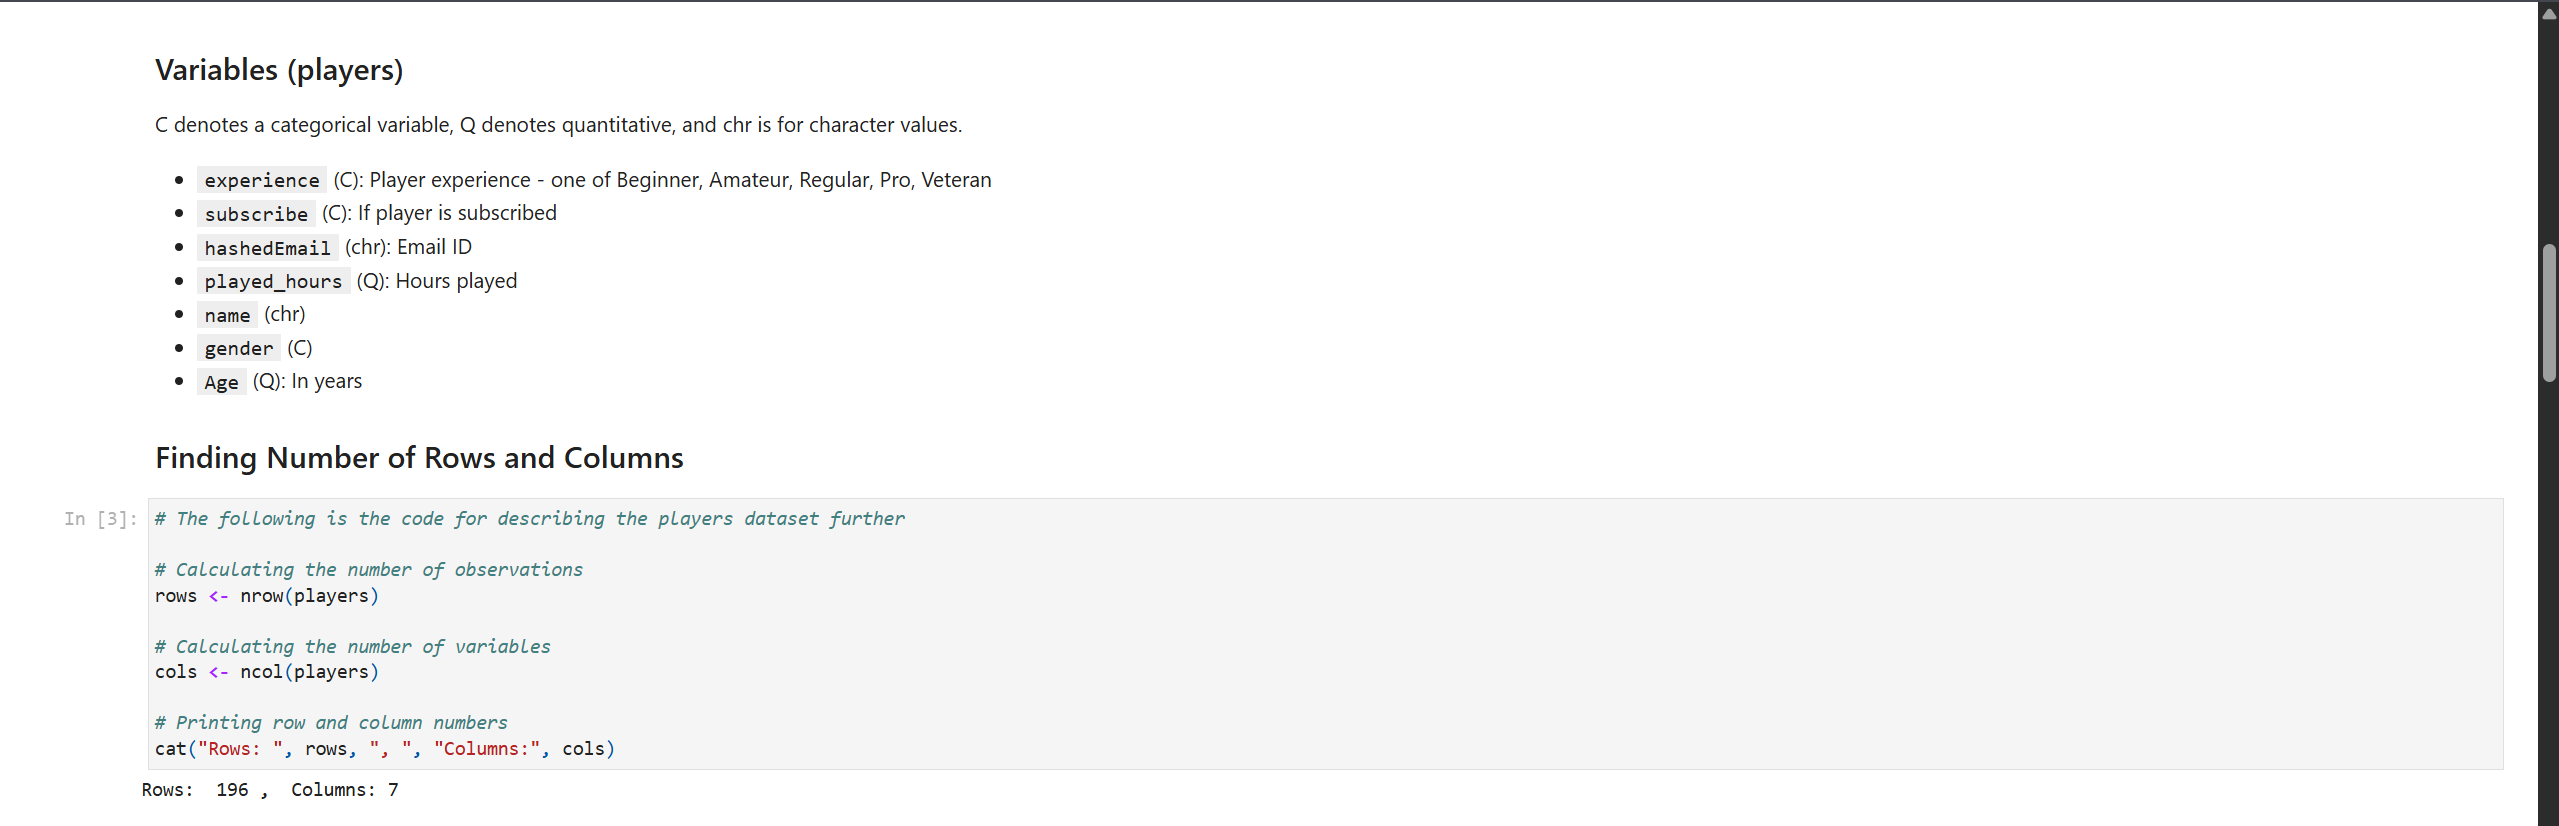 Variables (players)
C denotes a categorical variable, Q denotes quantitative, and chr is for character values.
experience (C): Player experience - one of Beginner, Amateur, Regular, Pro, Veteran
subscribe (C): If player is subscribed
hashedEmail (chr): Email ID
played_hours (Q): Hours played
name (chr)
gender (C)
Age (Q): In years
Finding Number of Rows and Columns
In [3]: # The following is the code for describing the players dataset further
# Calculating the number of observations
rows <- nrow(players)
# Calculating the number of variables
cols <- ncol(players)
# Printing row and column numbers
cat("Rows: ", rows, ", ", "Columns:", cols)
Rows:  196 ,  Columns: 7